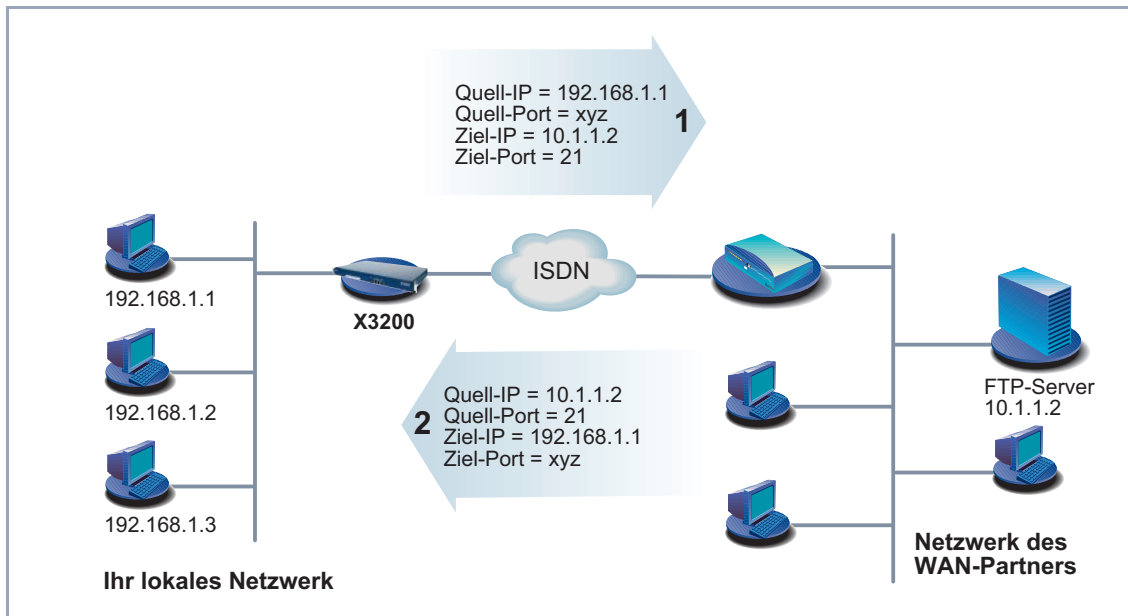 Quell-IP = 192.168.1.1
Quell-Port = xyz
Ziel-IP = 10.1.1.2
Ziel-Port = 21
1
ISDN
192.168.1.1
X3200
192.168.1.2
192.168.1.3
2
Quell-IP = 10.1.1.2
Quell-Port = 21
Ziel-IP = 192.168.1.1
Ziel-Port = xyz
FTP-Server
10.1.1.2
Ihr lokales Netzwerk
Netzwerk des
WAN-Partners